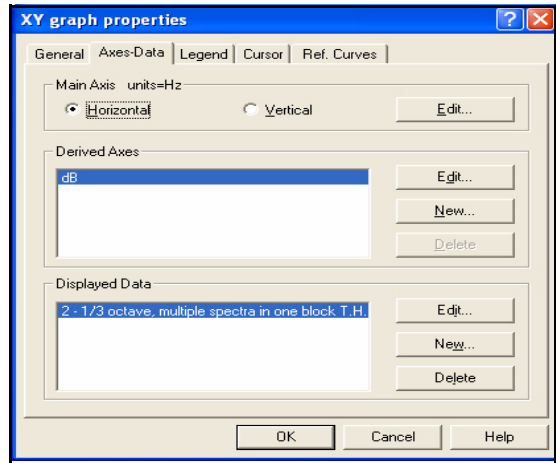 XY graph properties
General Axes-Data Legend Cursor Ref. Curves
Main Axis units=Hz
Horizontal Vertical Edit...
Derived Axes
dB
Edit...
New...
Delete
Displayed Data
2 - 1/3 octave, multiple spectra in one block T.H.
Edit...
New...
Delete
OK Cancel Help